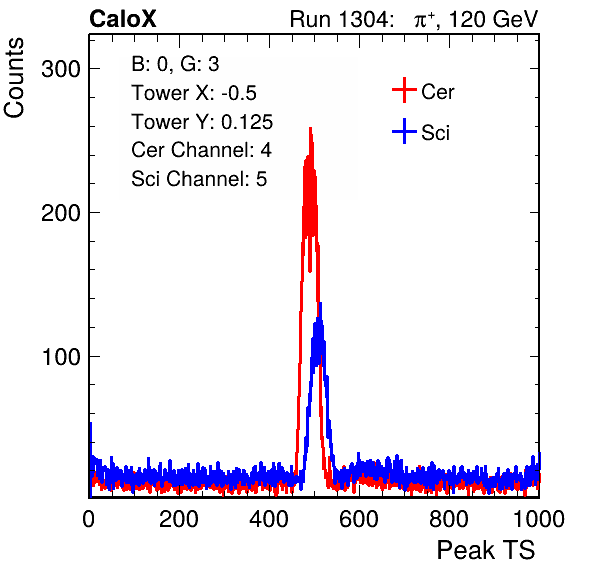 CaloX Run 1304: π⁺, 120 GeV
B: 0, G: 3
Tower X: -0.5
Tower Y: 0.125
Cer Channel: 4
Sci Channel: 5
Cer
Sci
Counts
300
200
100
0 200 400 600 800 1000
Peak TS